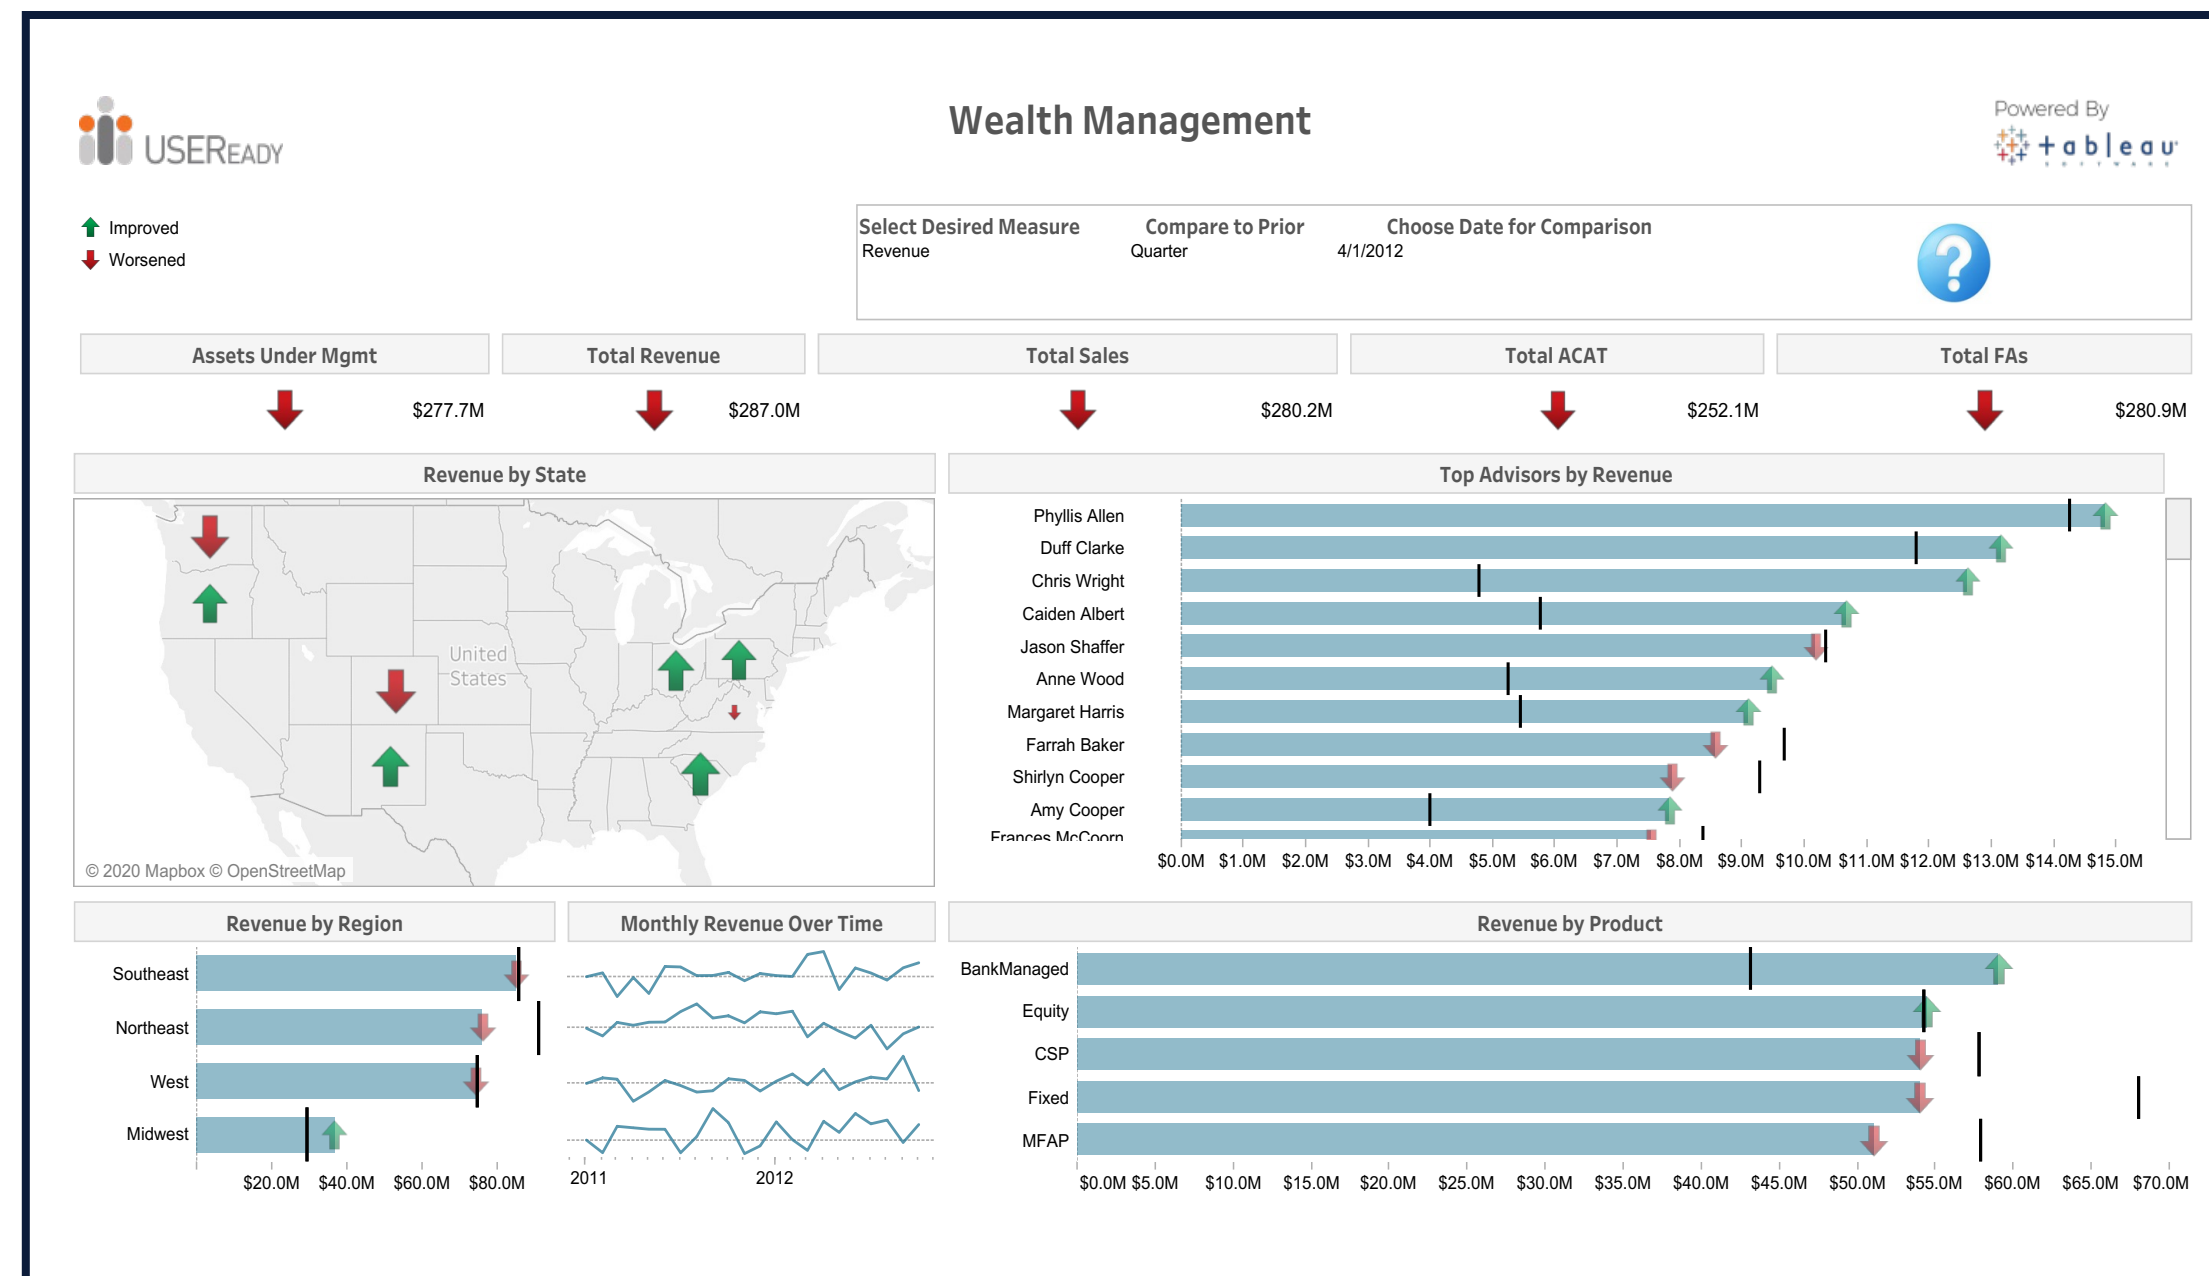 USEREADY
Wealth Management
Powered By
+ableau
SOFTWARE
Improved
Worsened
Select Desired Measure Compare to Prior Choose Date for Comparison
Revenue Quarter 4/1/2012
?
Assets Under Mgmt Total Revenue Total Sales Total ACAT Total FAs
$277.7M $287.0M $280.2M $252.1M $280.9M
Revenue by State
United
States
© 2020 Mapbox © OpenStreetMap
Top Advisors by Revenue
Phyllis Allen
Duff Clarke
Chris Wright
Caiden Albert
Jason Shaffer
Anne Wood
Margaret Harris
Farrah Baker
Shirlyn Cooper
Amy Cooper
Frances McCoorn
$0.0M $1.0M $2.0M $3.0M $4.0M $5.0M $6.0M $7.0M $8.0M $9.0M $10.0M $11.0M $12.0M $13.0M $14.0M $15.0M
Revenue by Region
Southeast
Northeast
West
Midwest
$20.0M $40.0M $60.0M $80.0M
Monthly Revenue Over Time
2011 2012
Revenue by Product
BankManaged
Equity
CSP
Fixed
MFAP
$0.0M $5.0M $10.0M $15.0M $20.0M $25.0M $30.0M $35.0M $40.0M $45.0M $50.0M $55.0M $60.0M $65.0M $70.0M